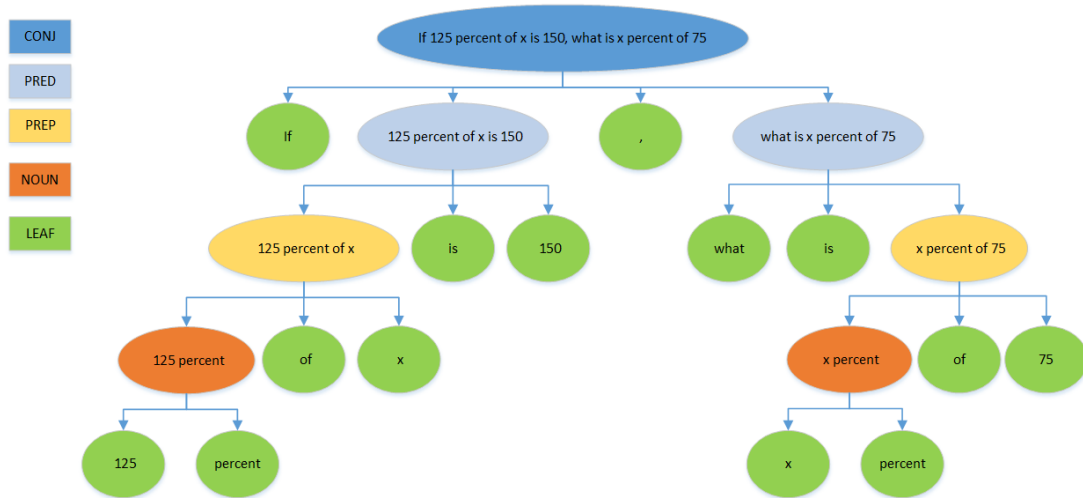 CONJ
PRED
PREP
NOUN
LEAF
If 125 percent of x is 150, what is x percent of 75
If
125 percent of x is 150
,
what is x percent of 75
125 percent of x
is
150
what
is
x percent of 75
125 percent
of
x
x percent
of
75
125
percent
x
percent